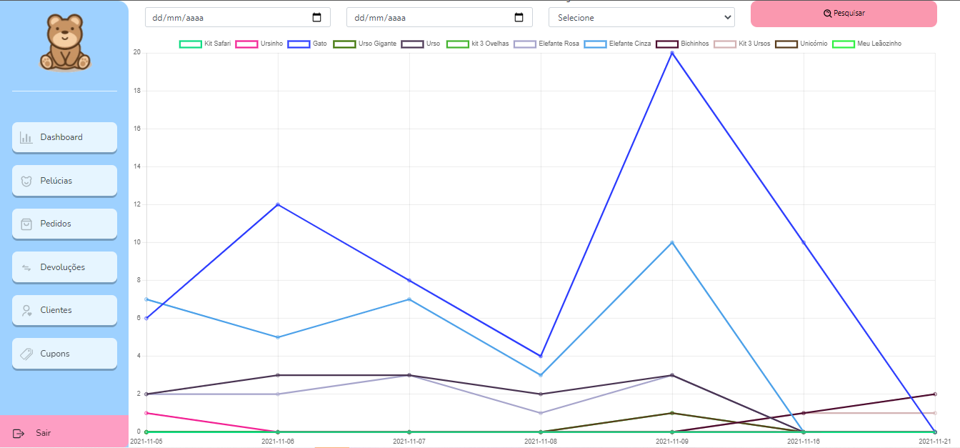 dd/mm/aaaa dd/mm/aaaa Selecione Pesquisar
Kit Safari Ursinho Gato Urso Gigante Urso kit 3 Ovelhas Elefante Rosa Elefante Cinza Bichinhos Kit 3 Ursos Unicórnio Meu Leãozinho
20
18
16
14
12
10
8
6
4
2
0
2021-11-05 2021-11-06 2021-11-07 2021-11-08 2021-11-09 2021-11-16 2021-11-21
Dashboard
Pelúcias
Pedidos
Devoluções
Clientes
Cupons
Sair